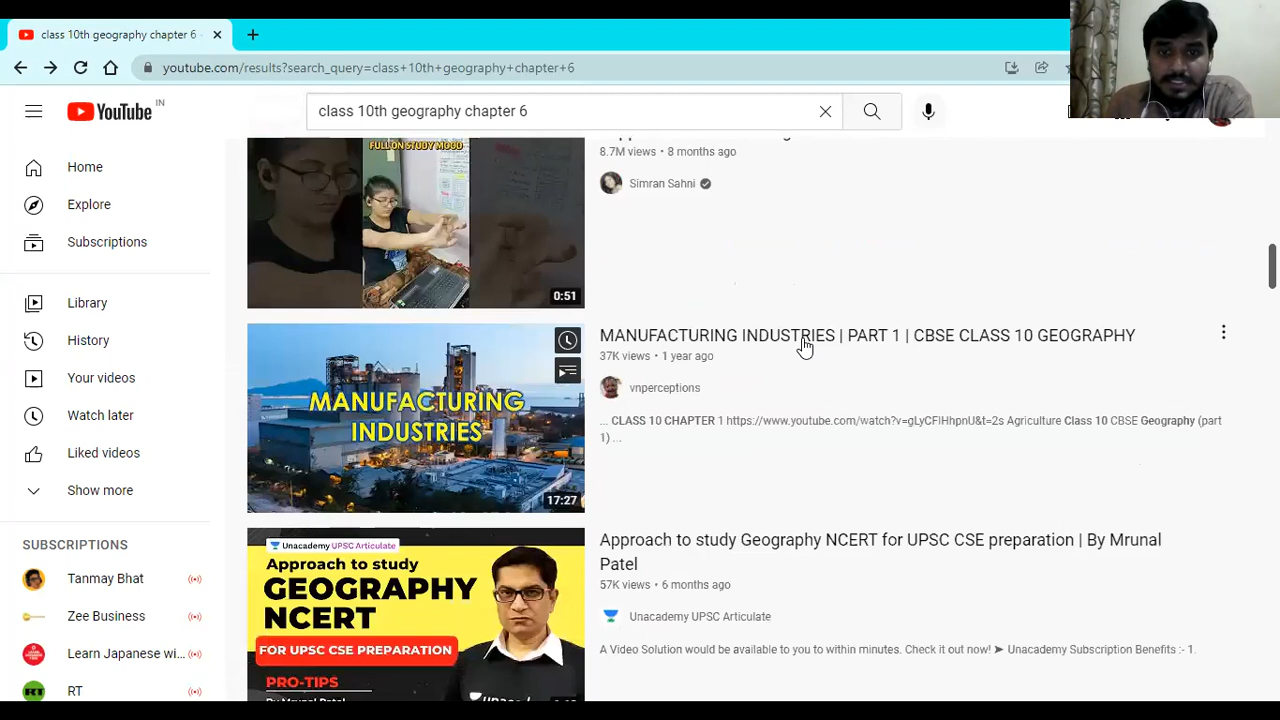 class 10th geography chapter 6 -
youtube.com/results?search_query=class+10th+geography+chapter+6
YouTube IN
class 10th geography chapter 6
Home
Explore
Subscriptions
Library
History
Your videos
Watch later
Liked videos
Show more
SUBSCRIPTIONS
Tanmay Bhat
Zee Business
Learn Japanese wi...
RT
FULL ON STUDY MOOD
0:51
8.7M views • 8 months ago
Simran Sahni
MANUFACTURING
INDUSTRIES
17:27
MANUFACTURING INDUSTRIES | PART 1 | CBSE CLASS 10 GEOGRAPHY
37K views • 1 year ago
vnperceptions
... CLASS 10 CHAPTER 1 https://www.youtube.com/watch?v=gLyCFlHhpnU&t=2s Agriculture Class 10 CBSE Geography (part
1) ...
Unacademy UPSC Articulate
Approach to study
GEOGRAPHY
NCERT
FOR UPSC CSE PREPARATION
PRO-TIPS
Approach to study Geography NCERT for UPSC CSE preparation | By Mrunal
Patel
57K views • 6 months ago
Unacademy UPSC Articulate
A Video Solution would be available to you to within minutes. Check it out now! ➤ Unacademy Subscription Benefits :- 1.